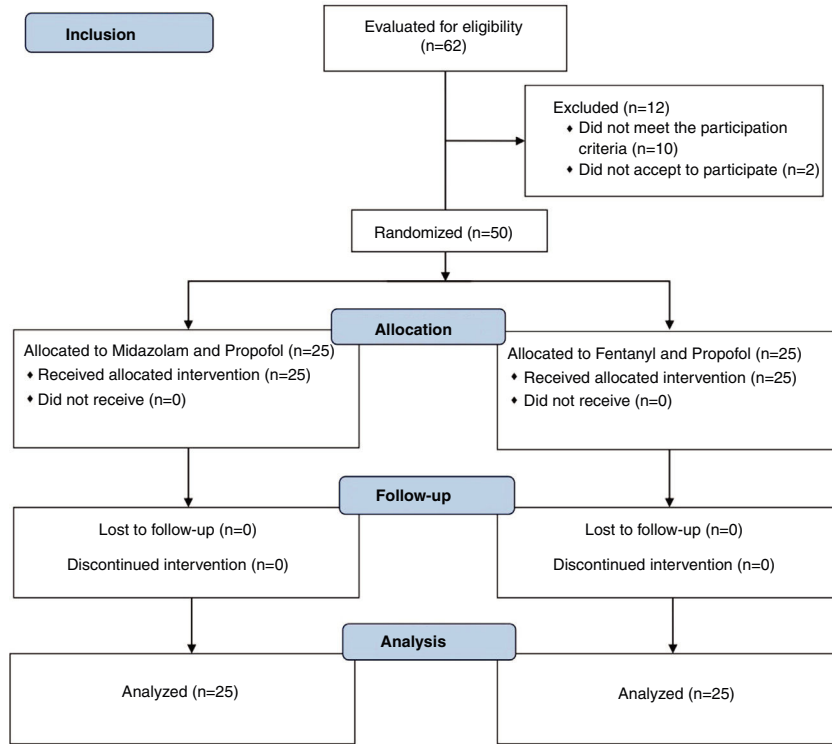 Inclusion
Evaluated for eligibility
(n=62)
Excluded (n=12)
♦ Did not meet the participation
criteria (n=10)
♦ Did not accept to participate (n=2)
Randomized (n=50)
Allocation
Allocated to Midazolam and Propofol (n=25)
♦ Received allocated intervention (n=25)
♦ Did not receive (n=0)
Allocated to Fentanyl and Propofol (n=25)
♦ Received allocated intervention (n=25)
♦ Did not receive (n=0)
Follow-up
Lost to follow-up (n=0)
Discontinued intervention (n=0)
Lost to follow-up (n=0)
Discontinued intervention (n=0)
Analysis
Analyzed (n=25)
Analyzed (n=25)